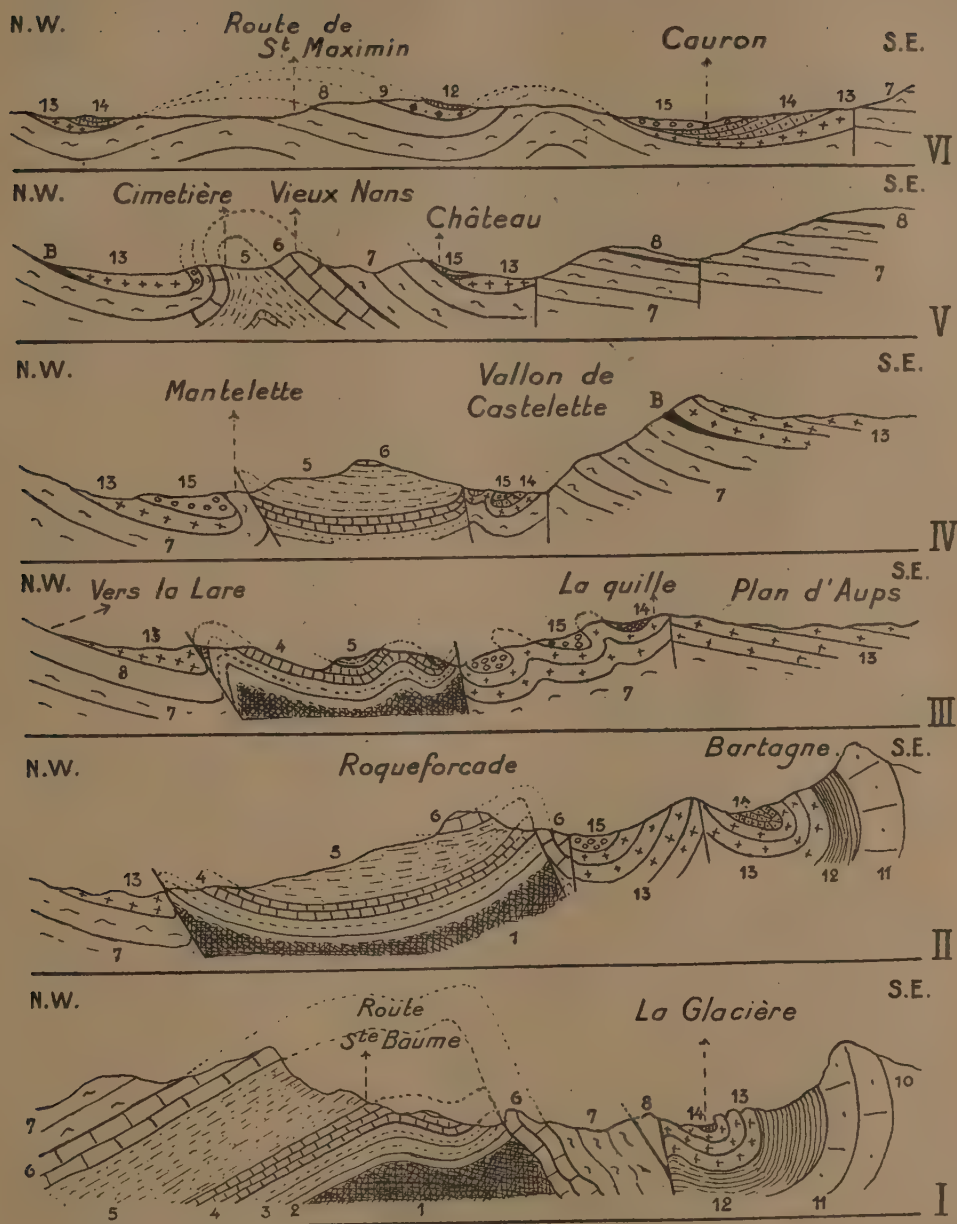 N.W. Route de St Maximin Cauron S.E.
13 14 8 9 12 15 14 13 7
VI
N.W. Cimetière Vieux Nans Château S.E.
B 13 5 6 7 15 13 8 8
7 7
V
N.W. Mantelette Vallon de Castelette S.E.
13 15 5 6 15 14 B 13
7 7
IV
N.W. Vers la Lare La quille Plan d'Aups S.E.
13 4 5 15 14
8 13
7 7
III
N.W. Roqueforcade Bartagne S.E.
13 4 5 6 6 15 14
7 1 13 13 12 11
II
N.W. Route Ste Baume La Glacière S.E.
7 6 7 8 14 13 10
6
5 4 3 2 1 12 11
I